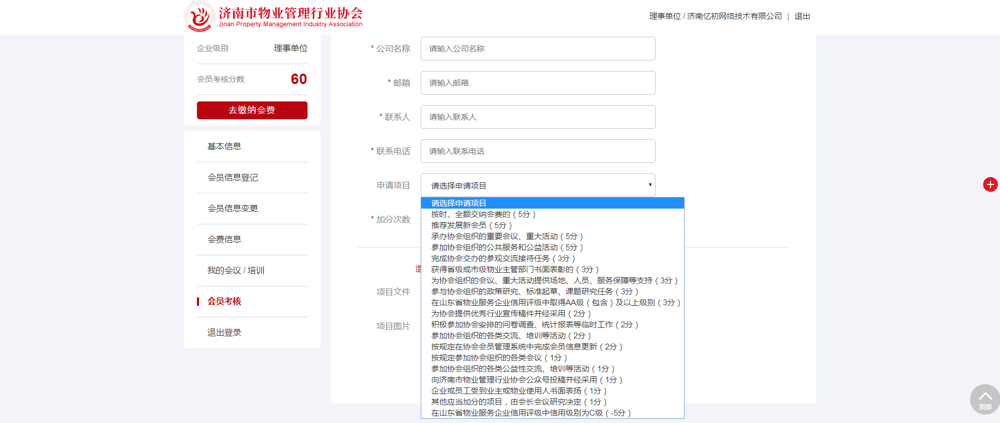 济南市物业管理行业协会
Jinan Property Management Industry Association
理事单位 / 济南忆初网络技术有限公司 | 退出
企业级别 理事单位
会员考核分数 60
去缴纳会费
基本信息
会员信息登记
会员信息变更
会费信息
我的会议 / 培训
会员考核
退出登录
* 公司名称 请输入公司名称
* 邮箱 请输入邮箱
* 联系人 请输入联系人
* 联系电话 请输入联系电话
申请项目 请选择申请项目
* 加分次数
温
项目文件
项目图片
请选择申请项目
按时、全额交纳会费的（5分）
推荐发展新会员（5分）
承办协会组织的重要会议、重大活动（5分）
参加协会组织的公共服务和公益活动（5分）
完成协会交办的参观交流接待任务（3分）
获得省级或市级物业主管部门书面表彰的（3分）
为协会组织的会议、重大活动提供场地、人员、服务保障等支持（3分）
参与协会组织的政策研究、标准起草、课题研究任务（3分）
在山东省物业服务企业信用评级中取得AA级（包含）及以上级别（3分）
为协会提供优秀行业宣传稿件并经采用（2分）
积极参加协会安排的问卷调查、统计报表等临时工作（2分）
参加协会组织的各类交流、培训等活动（2分）
按规定在协会会员管理系统中完成会员信息更新（2分）
按规定参加协会组织的各类会议（1分）
参加协会组织的各类公益性交流、培训等活动（1分）
向济南市物业管理行业协会公众号投稿并经采用（1分）
企业或员工受到业主或物业使用人书面表扬（1分）
其他应当加分的项目，由会长会议研究决定（1分）
在山东省物业服务企业信用评级中信用级别为C级（-5分）
顶部